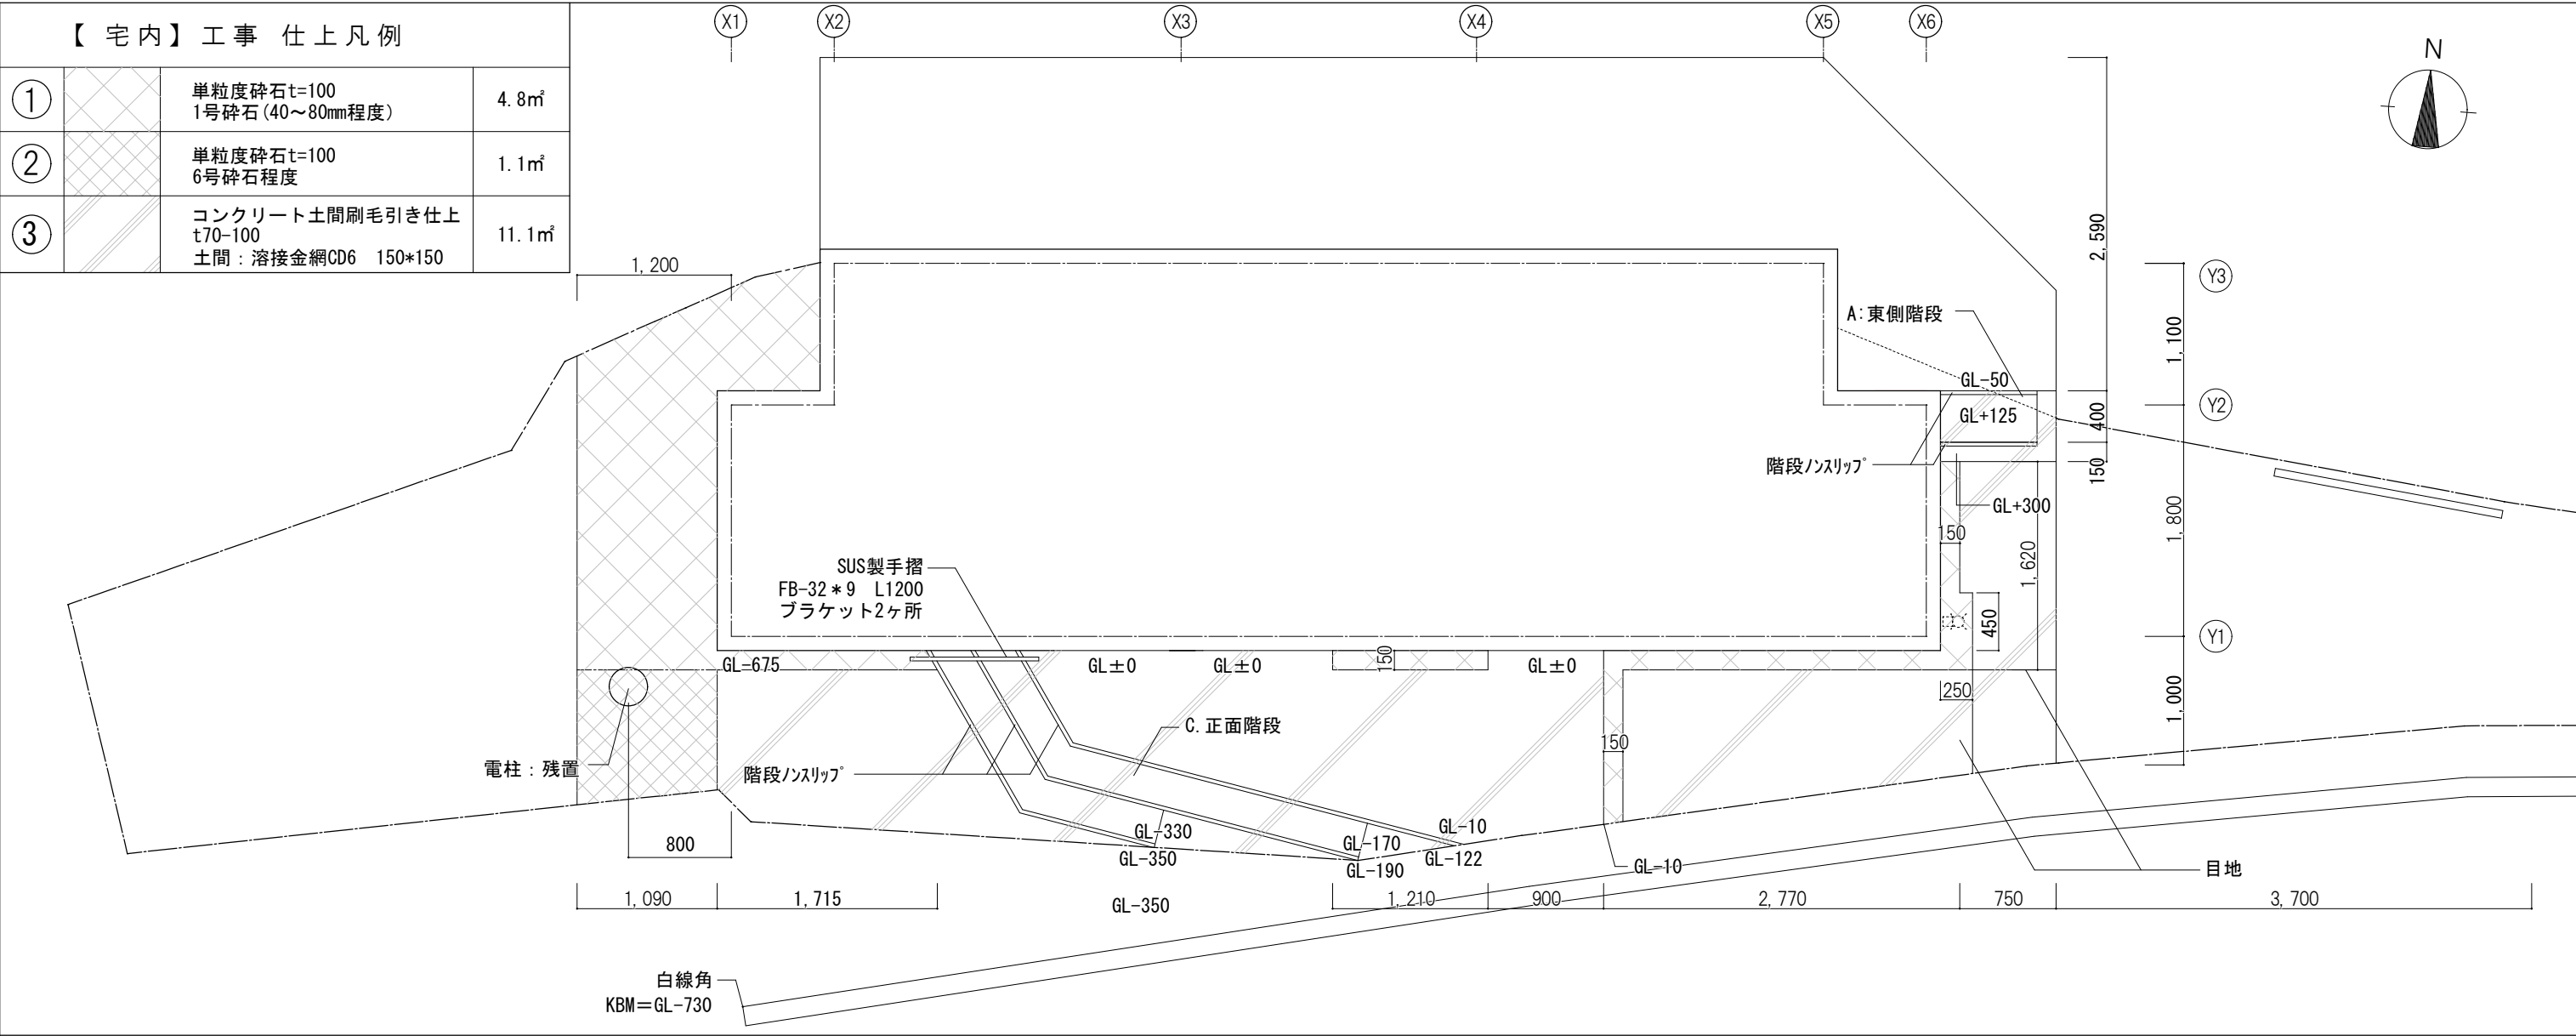 【 宅内】工事 仕上凡例
① 単粒度砕石t=100
1号砕石(40～80mm程度)
4.8㎡
② 単粒度砕石t=100
6号砕石程度
1.1㎡
③ コンクリート土間刷毛引き仕上
t70-100
土間：溶接金網CD6 150*150
11.1㎡
X1
X2
X3
X4
X5
X6
N
1,200
2,590
Y3
A:東側階段
1,100
GL-50
GL+125
400
Y2
階段ﾉﾝｽﾘｯﾌﾟ
150
GL+300
150
1,800
1,620
SUS製手摺
FB-32*9 L1200
ブラケット2ヶ所
450
Y1
GL-675
GL±0
GL±0
150
GL±0
250
1,000
C.正面階段
150
電柱：残置
階段ﾉﾝｽﾘｯﾌﾟ
GL-330
GL-350
GL-170
GL-190
GL-10
GL-122
GL-10
目地
800
1,090
1,715
GL-350
1,210
900
2,770
750
3,700
白線角
KBM=GL-730